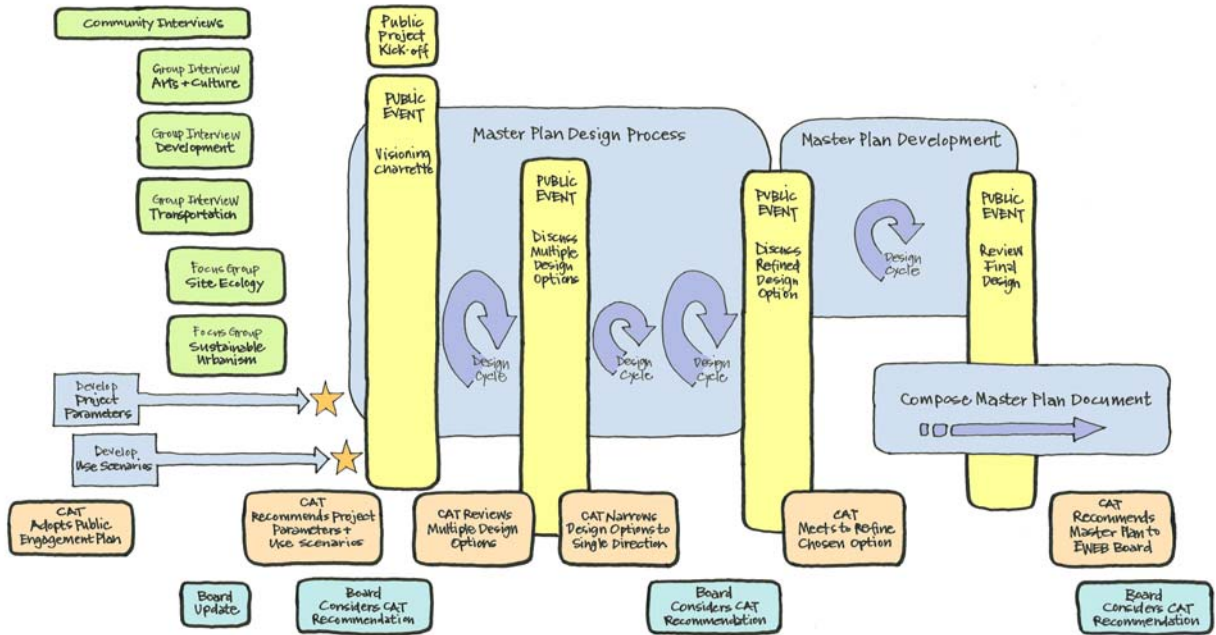 Community Interviews
Group Interview
Arts + Culture
Group Interview
Development
Group Interview
Transportation
Focus Group
Site Ecology
Focus Group
Sustainable
Urbanism
Develop
Project
Parameters
Develop
Use Scenarios
Public
Project
Kick-off
PUBLIC
EVENT
Visioning
Charrette
Master Plan Design Process
PUBLIC
EVENT
Discuss
Multiple
Design
Options
Design
Cycle
Design
Cycle
Design
Cycle
PUBLIC
EVENT
Discuss
Refined
Design
Option
Master Plan Development
Design
Cycle
PUBLIC
EVENT
Review
Final
Design
Compose Master Plan Document
CAT
Adopts Public
Engagement Plan
CAT
Recommends Project
Parameters +
Use Scenarios
CAT Reviews
Multiple Design
Options
CAT Narrows
Design Options to
Single Direction
CAT
Meets to Refine
Chosen Option
CAT
Recommends
Master Plan to
EWEB Board
Board
Update
Board
Considers CAT
Recommendation
Board
Considers CAT
Recommendation
Board
Considers CAT
Recommendation